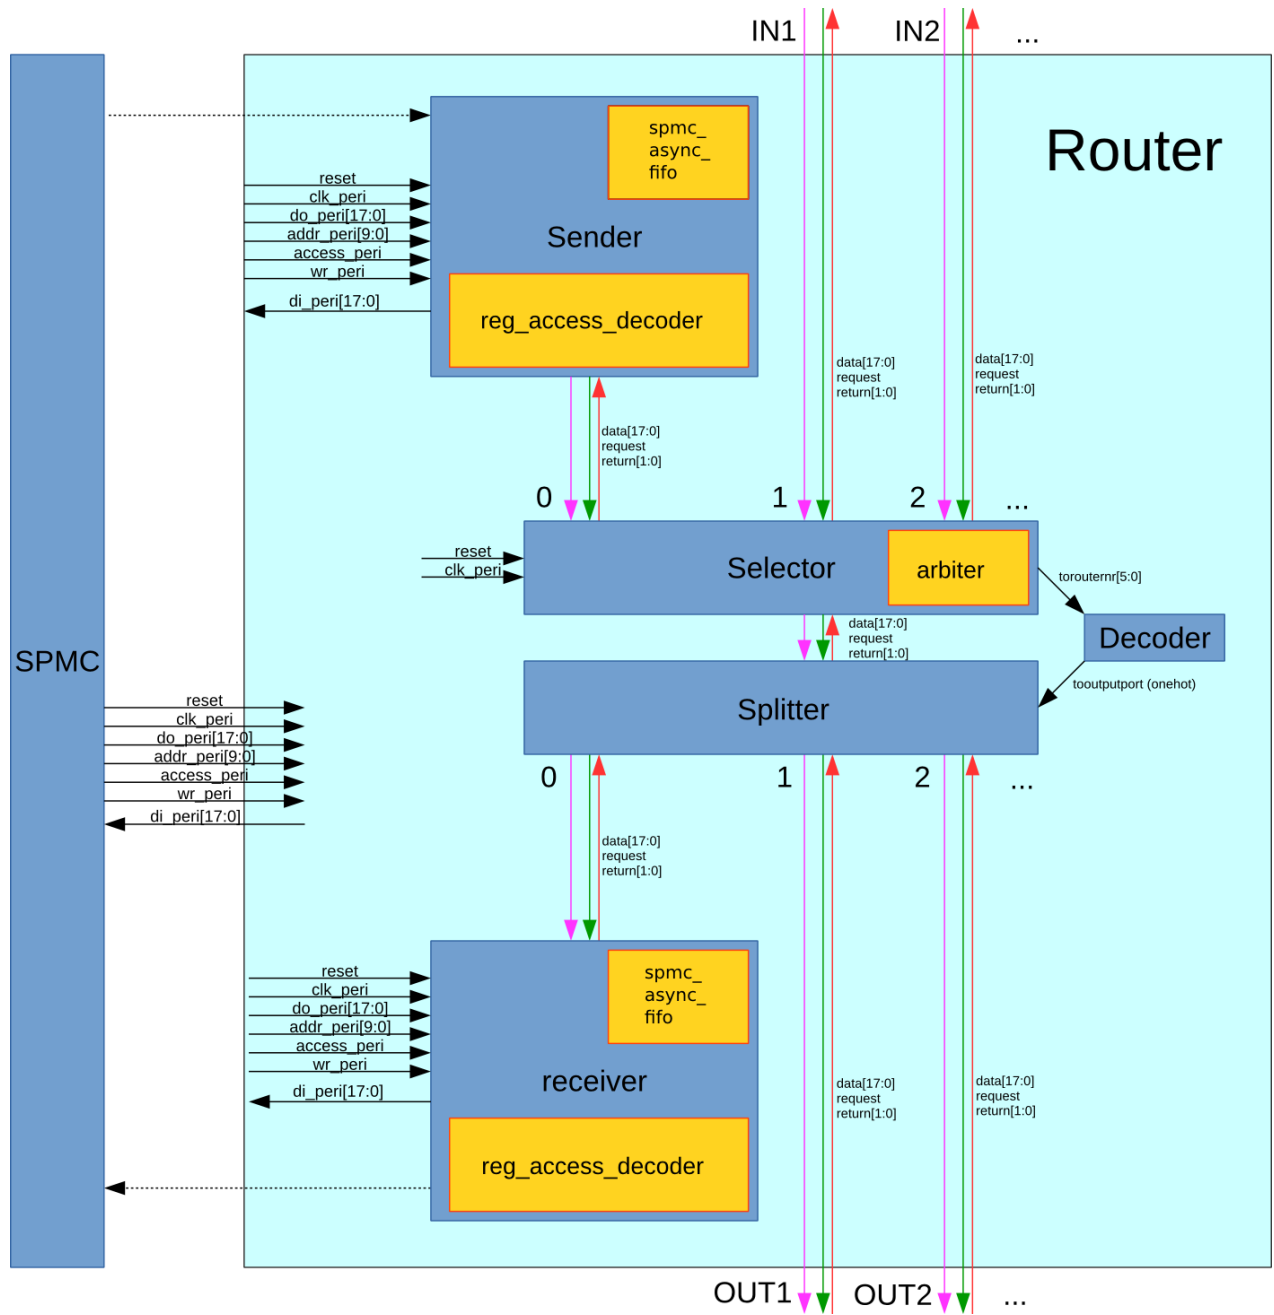 IN1
IN2
...
Router
spmc_
async_
fifo
reset
clk_peri
do_peri[17:0]
addr_peri[9:0]
access_peri
wr_peri
di_peri[17:0]
Sender
reg_access_decoder
data[17:0]
request
return[1:0]
data[17:0]
request
return[1:0]
data[17:0]
request
return[1:0]
0
1
2
...
reset
clk_peri
Selector
arbiter
torouternr[5:0]
data[17:0]
request
return[1:0]
Decoder
SPMC
tooutputport (onehot)
Splitter
reset
clk_peri
do_peri[17:0]
addr_peri[9:0]
access_peri
wr_peri
di_peri[17:0]
0
1
2
...
data[17:0]
request
return[1:0]
spmc_
async_
fifo
reset
clk_peri
do_peri[17:0]
addr_peri[9:0]
access_peri
wr_peri
di_peri[17:0]
receiver
data[17:0]
request
return[1:0]
data[17:0]
request
return[1:0]
reg_access_decoder
OUT1
OUT2
...